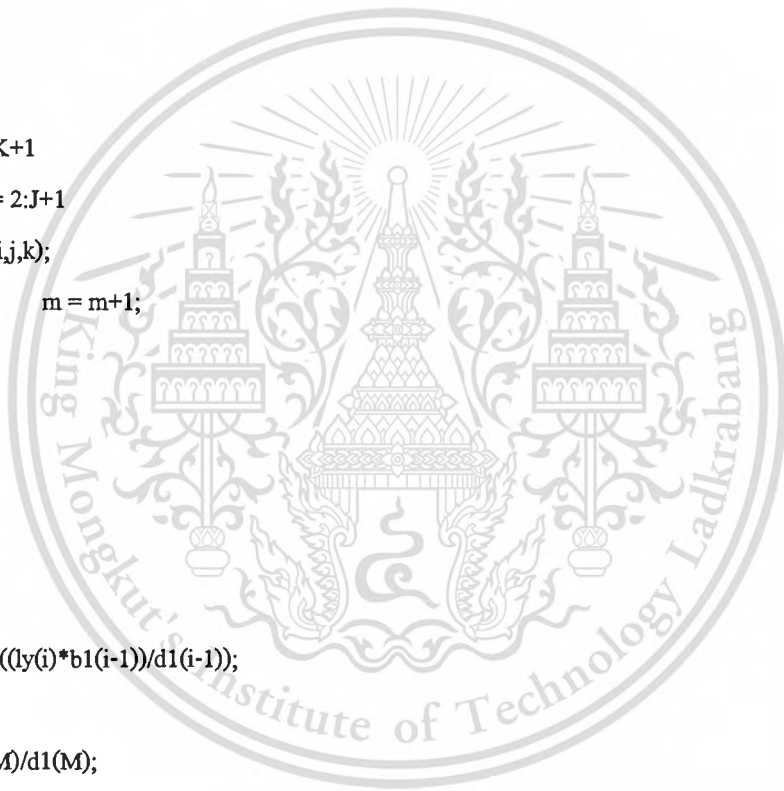 K+1
= 2:J+1
i,j,k);
m = m+1;
((ly(i)*b1(i-1))/d1(i-1));
M)/d1(M);
King Mongkut's Institute of Technology Ladkrabang